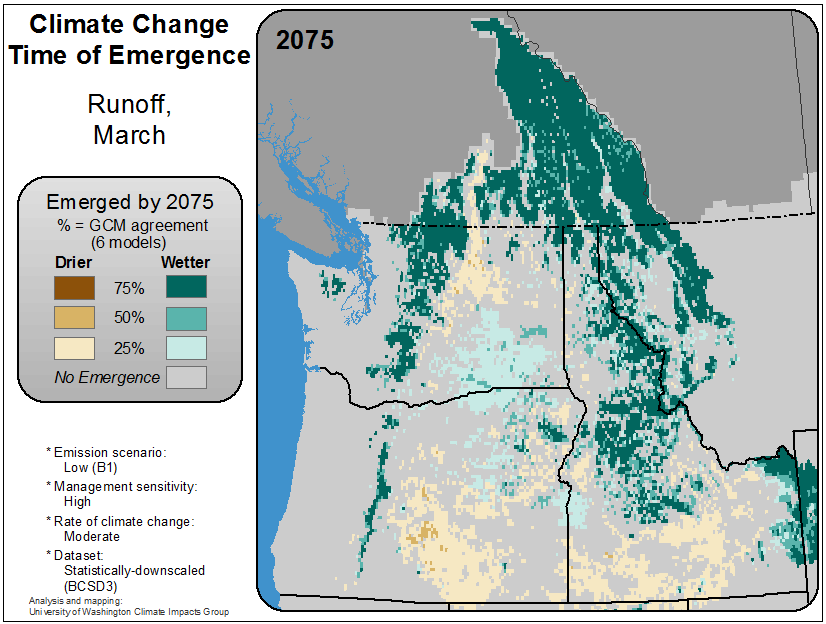 Climate Change
Time of Emergence
Runoff,
March
2075
Emerged by 2075
% = GCM agreement
(6 models)
Drier Wetter
75%
50%
25%
No Emergence
* Emission scenario:
Low (B1)
* Management sensitivity:
High
* Rate of climate change:
Moderate
* Dataset:
Statistically-downscaled
(BCSD3)
Analysis and mapping:
University of Washington Climate Impacts Group